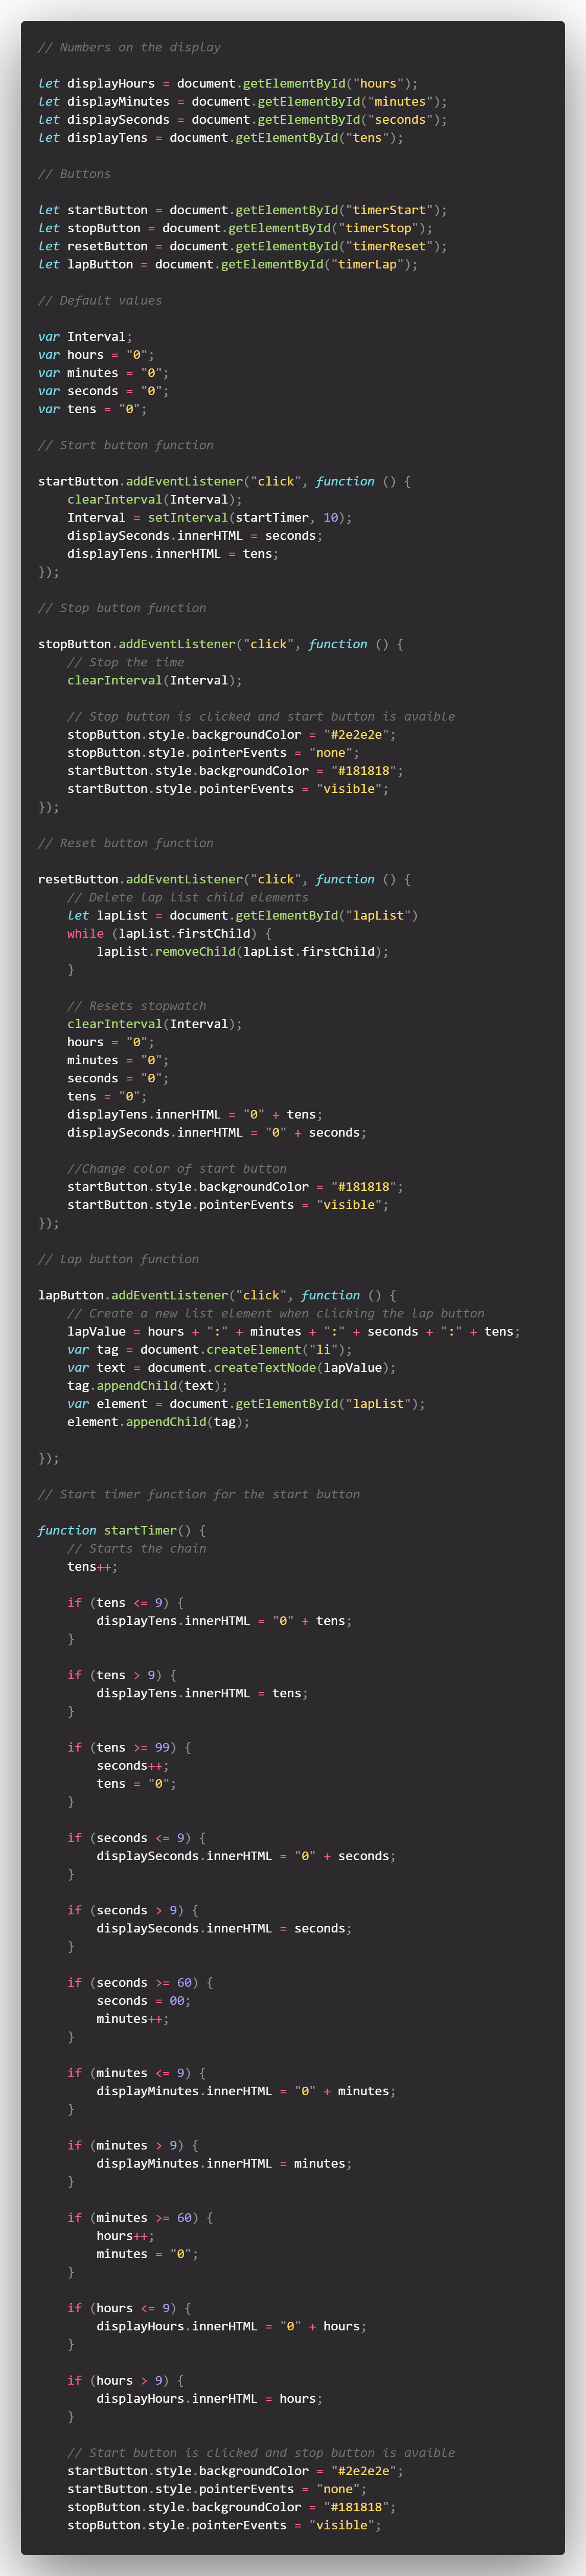 // Numbers on the display
let displayHours = document.getElementById("hours");
let displayMinutes = document.getElementById("minutes");
let displaySeconds = document.getElementById("seconds");
let displayTens = document.getElementById("tens");
// Buttons
let startButton = document.getElementById("timerStart");
let stopButton = document.getElementById("timerStop");
let resetButton = document.getElementById("timerReset");
let lapButton = document.getElementById("timerLap");
// Default values
var Interval;
var hours = "0";
var minutes = "0";
var seconds = "0";
var tens = "0";
// Start button function
startButton.addEventListener("click", function () {
    clearInterval(Interval);
    Interval = setInterval(startTimer, 10);
    displaySeconds.innerHTML = seconds;
    displayTens.innerHTML = tens;
});
// Stop button function
stopButton.addEventListener("click", function () {
    // Stop the time
    clearInterval(Interval);
    // Stop button is clicked and start button is avaible
    stopButton.style.backgroundColor = "#2e2e2e";
    stopButton.style.pointerEvents = "none";
    startButton.style.backgroundColor = "#181818";
    startButton.style.pointerEvents = "visible";
});
// Reset button function
resetButton.addEventListener("click", function () {
    // Delete lap list child elements
    let lapList = document.getElementById("lapList")
    while (lapList.firstChild) {
        lapList.removeChild(lapList.firstChild);
    }
    // Resets stopwatch
    clearInterval(Interval);
    hours = "0";
    minutes = "0";
    seconds = "0";
    tens = "0";
    displayTens.innerHTML = "0" + tens;
    displaySeconds.innerHTML = "0" + seconds;
    //Change color of start button
    startButton.style.backgroundColor = "#181818";
    startButton.style.pointerEvents = "visible";
});
// Lap button function
lapButton.addEventListener("click", function () {
    // Create a new list element when clicking the lap button
    lapValue = hours + ":" + minutes + ":" + seconds + ":" + tens;
    var tag = document.createElement("li");
    var text = document.createTextNode(lapValue);
    tag.appendChild(text);
    var element = document.getElementById("lapList");
    element.appendChild(tag);
});
// Start timer function for the start button
function startTimer() {
    // Starts the chain
    tens++;
    if (tens <= 9) {
        displayTens.innerHTML = "0" + tens;
    }
    if (tens > 9) {
        displayTens.innerHTML = tens;
    }
    if (tens >= 99) {
        seconds++;
        tens = "0";
    }
    if (seconds <= 9) {
        displaySeconds.innerHTML = "0" + seconds;
    }
    if (seconds > 9) {
        displaySeconds.innerHTML = seconds;
    }
    if (seconds >= 60) {
        seconds = 00;
        minutes++;
    }
    if (minutes <= 9) {
        displayMinutes.innerHTML = "0" + minutes;
    }
    if (minutes > 9) {
        displayMinutes.innerHTML = minutes;
    }
    if (minutes >= 60) {
        hours++;
        minutes = "0";
    }
    if (hours <= 9) {
        displayHours.innerHTML = "0" + hours;
    }
    if (hours > 9) {
        displayHours.innerHTML = hours;
    }
    // Start button is clicked and stop button is avaible
    startButton.style.backgroundColor = "#2e2e2e";
    startButton.style.pointerEvents = "none";
    stopButton.style.backgroundColor = "#181818";
    stopButton.style.pointerEvents = "visible";